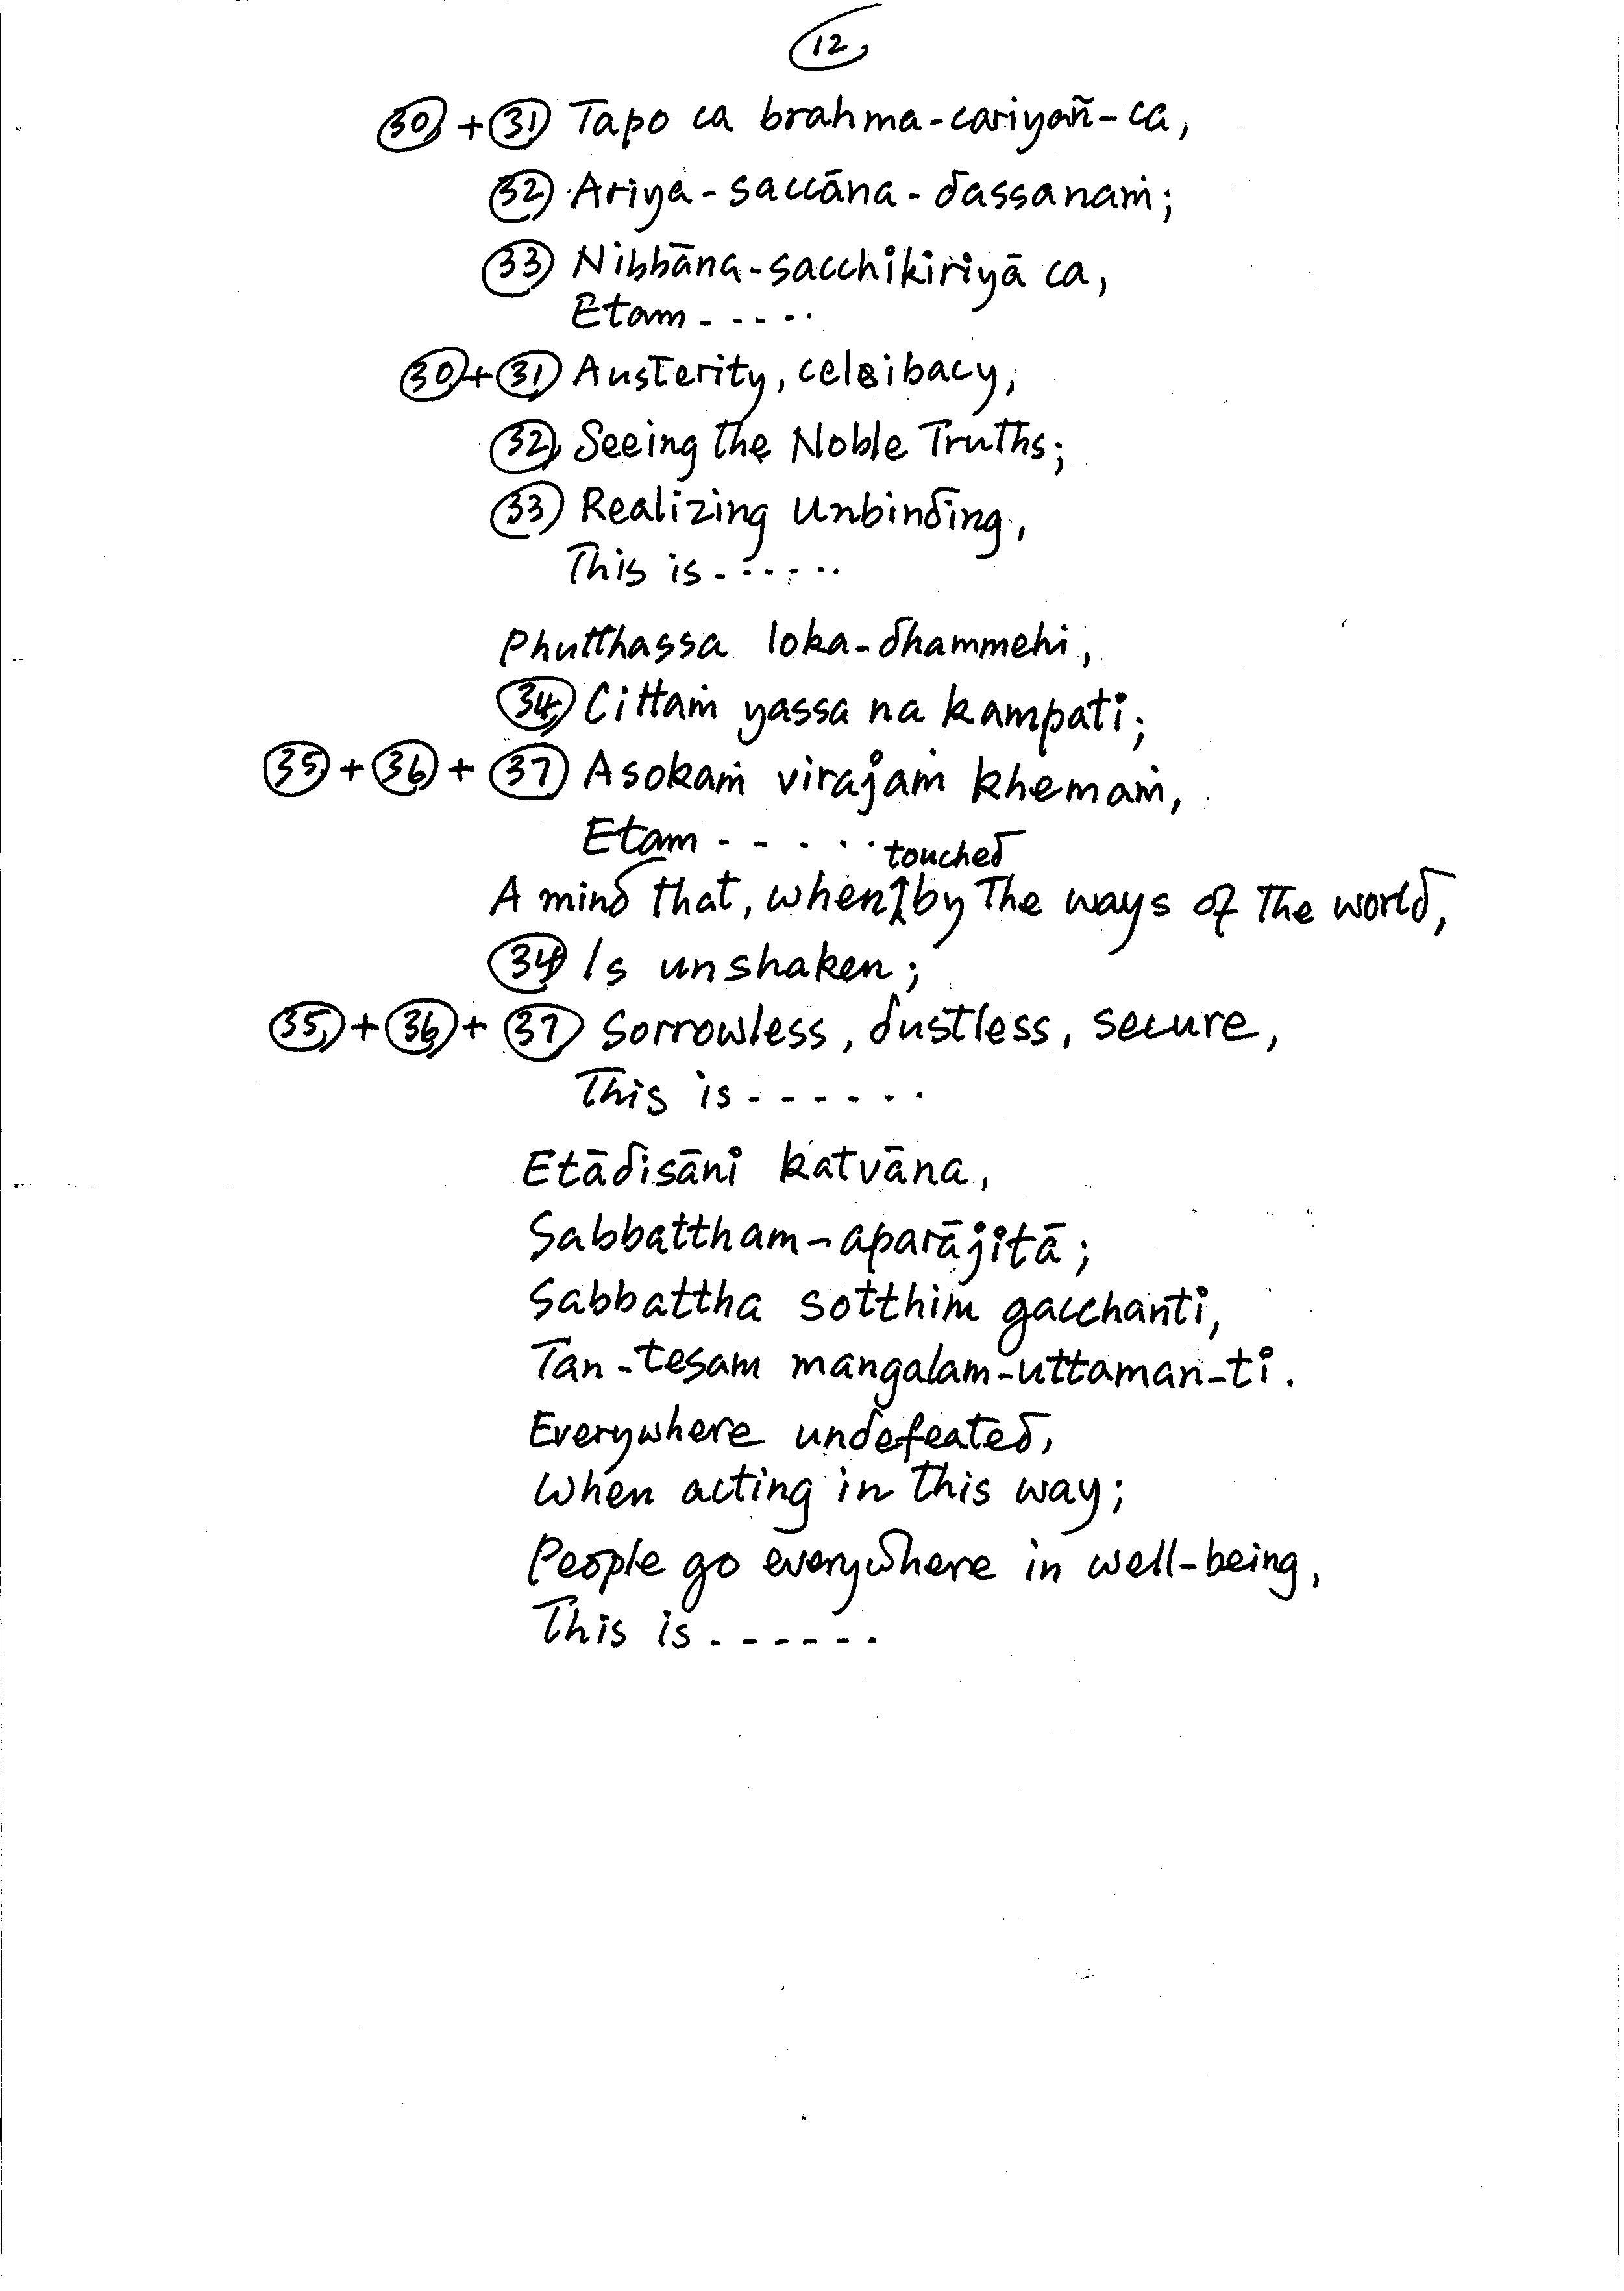 12
30 + 31 Tapo ca brahma-cariyañ-ca,
32 Ariya-saccāna-dassanaṁ;
33 Nibbāna-sacchikiriyā ca,
Etam - - - - -
30 + 31 Austerity, celibacy,
32 Seeing the Noble Truths;
33 Realizing Unbinding,
This is - - - - - -
Phutthassa loka-dhammehi,
34 Cittaṁ yassa na kampati;
35 + 36 + 37 Asokaṁ virajaṁ khemaṁ,
Etam - - - - -
A mind that, when touched by the ways of the world,
34 Is unshaken;
35 + 36 + 37 Sorrowless, dustless, secure,
This is - - - - - -
Etādisāni katvāna,
Sabbattham-aparājitā;
Sabbattha sotthim gacchanti,
Tan-tesam mangalam-uttaman-ti.
Everywhere undefeated,
When acting in this way;
People go everywhere in well-being,
This is - - - - - -